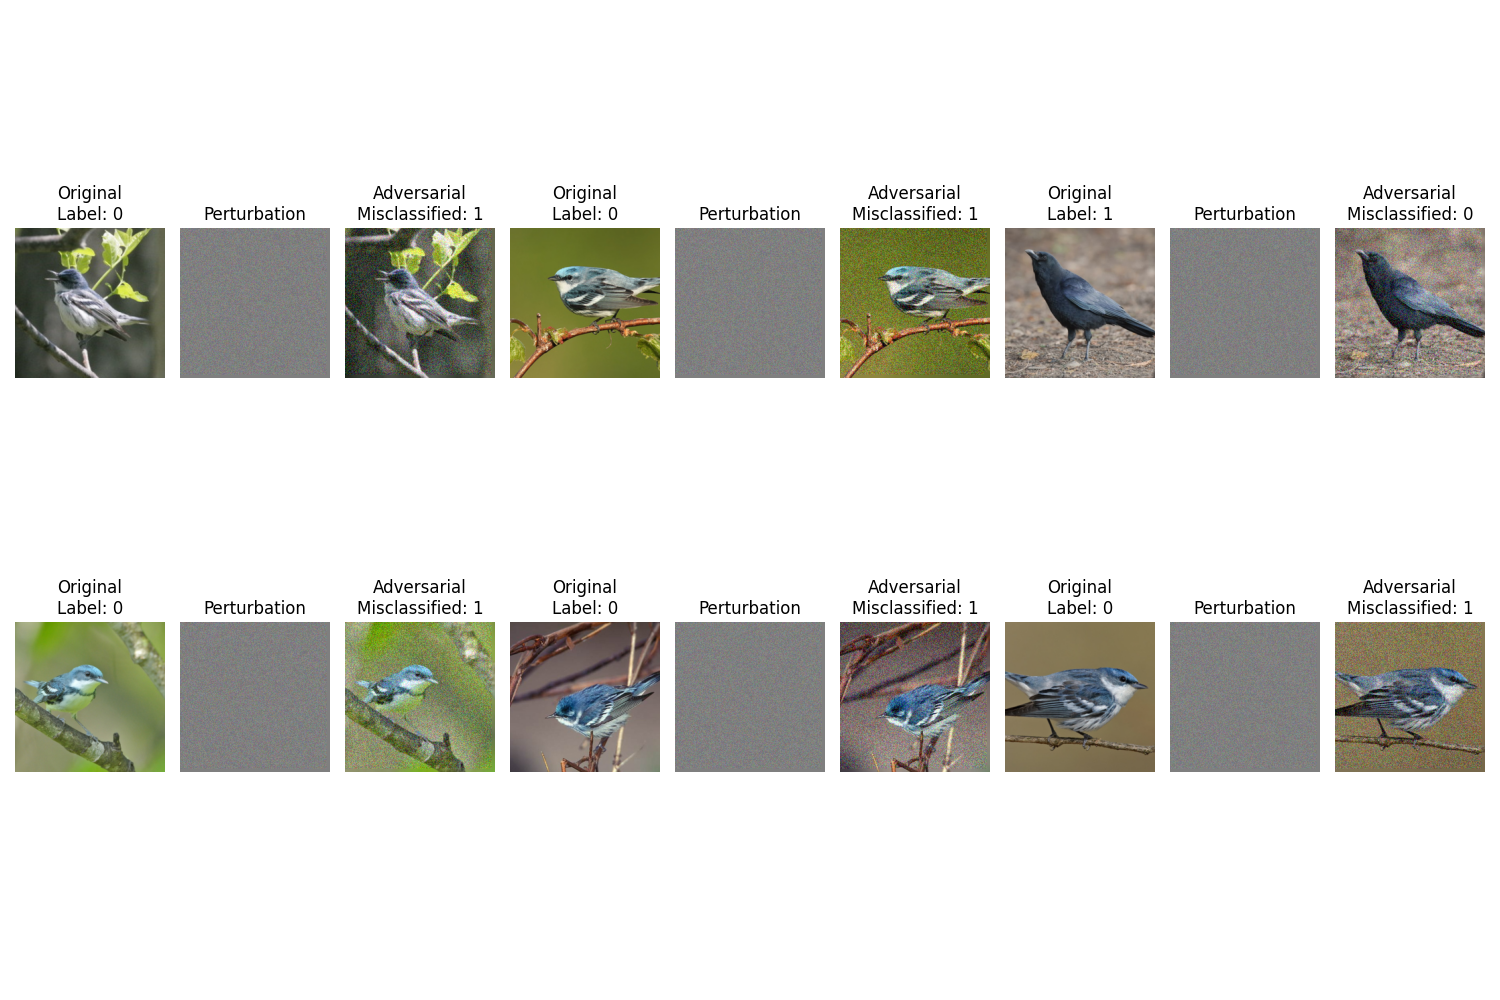 Original
Label: 0
Perturbation
Adversarial
Misclassified: 1
Original
Label: 0
Perturbation
Adversarial
Misclassified: 1
Original
Label: 1
Perturbation
Adversarial
Misclassified: 0
Original
Label: 0
Perturbation
Adversarial
Misclassified: 1
Original
Label: 0
Perturbation
Adversarial
Misclassified: 1
Original
Label: 0
Perturbation
Adversarial
Misclassified: 1